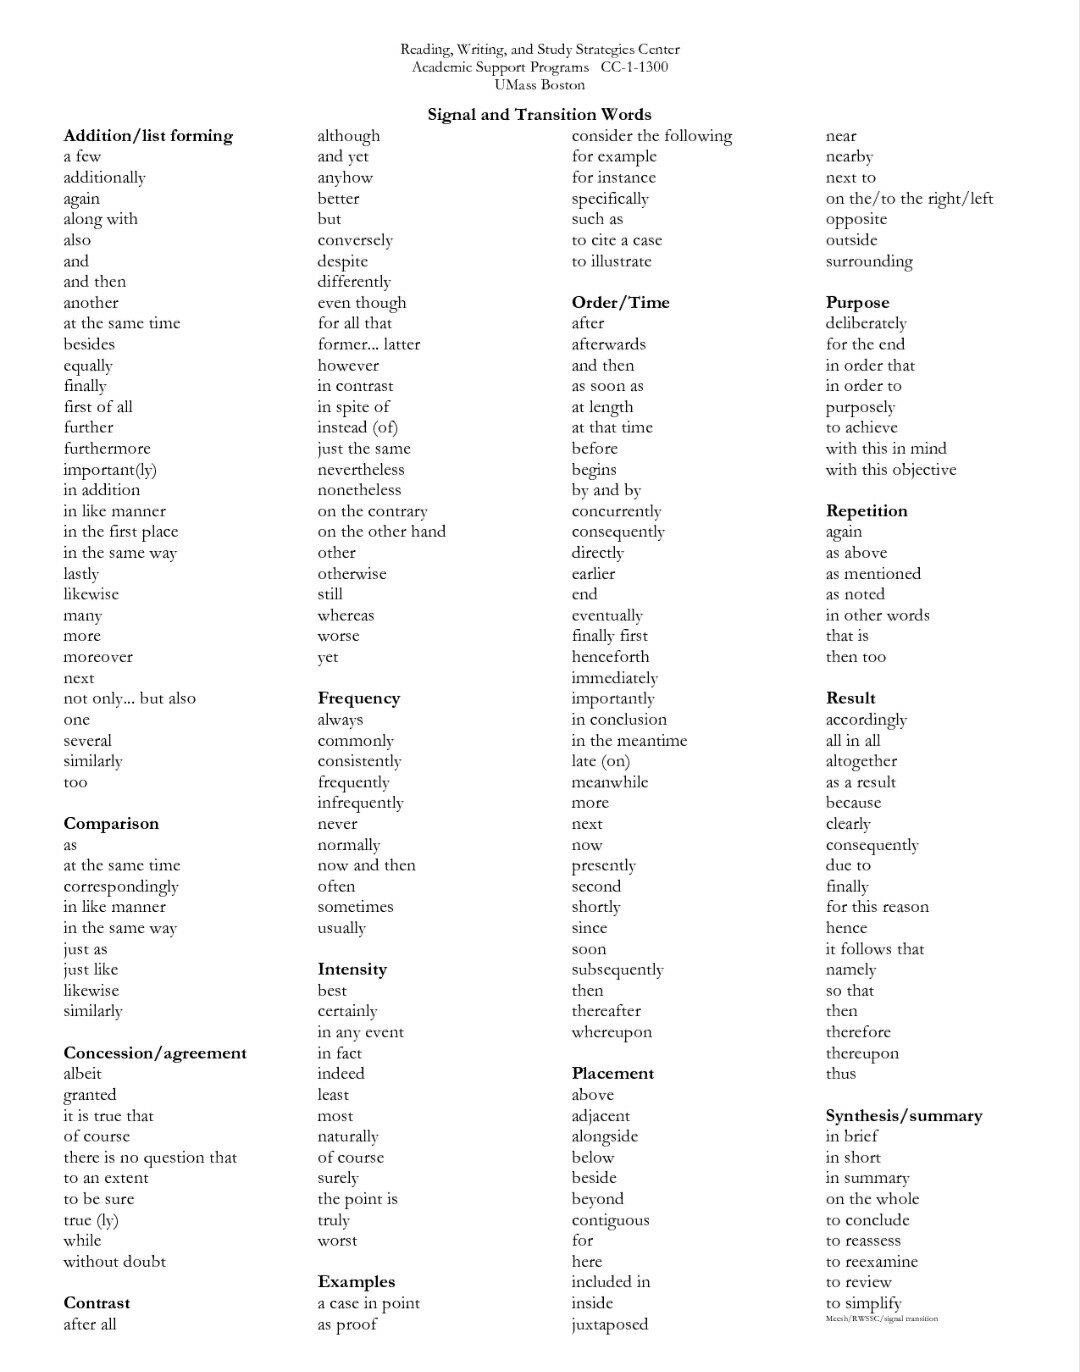 Reading, Writing, and Study Strategies Center
Academic Support Programs CC-1-1300
UMass Boston
Signal and Transition Words
Addition/list forming
a few
additionally
again
along with
also
and
and then
another
at the same time
besides
equally
finally
first of all
further
furthermore
important(ly)
in addition
in like manner
in the first place
in the same way
lastly
likewise
many
more
moreover
next
not only... but also
one
several
similarly
too
Comparison
as
at the same time
correspondingly
in like manner
in the same way
just as
just like
likewise
similarly
Concession/agreement
albeit
granted
it is true that
of course
there is no question that
to an extent
to be sure
true (ly)
while
without doubt
Contrast
after all
although
and yet
anyhow
better
but
conversely
despite
differently
even though
for all that
former... latter
however
in contrast
in spite of
instead (of)
just the same
nevertheless
nonetheless
on the contrary
on the other hand
other
otherwise
still
whereas
worse
yet
Frequency
always
commonly
consistently
frequently
infrequently
never
normally
now and then
often
sometimes
usually
Intensity
best
certainly
in any event
in fact
indeed
least
most
naturally
of course
surely
the point is
truly
worst
Examples
a case in point
as proof
consider the following
for example
for instance
specifically
such as
to cite a case
to illustrate
Order/Time
after
afterwards
and then
as soon as
at length
at that time
before
begins
by and by
concurrently
consequently
directly
earlier
end
eventually
finally first
henceforth
immediately
importantly
in conclusion
in the meantime
late (on)
meanwhile
more
next
now
presently
second
shortly
since
soon
subsequently
then
thereafter
whereupon
Placement
above
adjacent
alongside
below
beside
beyond
contiguous
for
here
included in
inside
juxtaposed
near
nearby
next to
on the/to the right/left
opposite
outside
surrounding
Purpose
deliberately
for the end
in order that
in order to
purposely
to achieve
with this in mind
with this objective
Repetition
again
as above
as mentioned
as noted
in other words
that is
then too
Result
accordingly
all in all
altogether
as a result
because
clearly
consequently
due to
finally
for this reason
hence
it follows that
namely
so that
then
therefore
thereupon
thus
Synthesis/summary
in brief
in short
in summary
on the whole
to conclude
to reassess
to reexamine
to review
to simplify
Meesh/RWSSC/signal transition